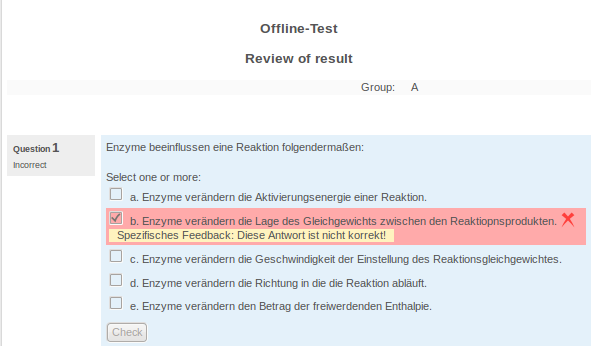 Offline-Test
Review of result
Group: A
Question 1
Incorrect
Enzyme beeinflussen eine Reaktion folgendermaßen:
Select one or more:
a. Enzyme verändern die Aktivierungsenergie einer Reaktion.
b. Enzyme verändern die Lage des Gleichgewichts zwischen den Reaktiopnsprodukten.
Spezifisches Feedback: Diese Antwort ist nicht korrekt!
c. Enzyme verändern die Geschwindigkeit der Einstellung des Reaktionsgleichgewichtes.
d. Enzyme verändern die Richtung in die die Reaktion abläuft.
e. Enzyme verändern den Betrag der freiwerdenden Enthalpie.
Check